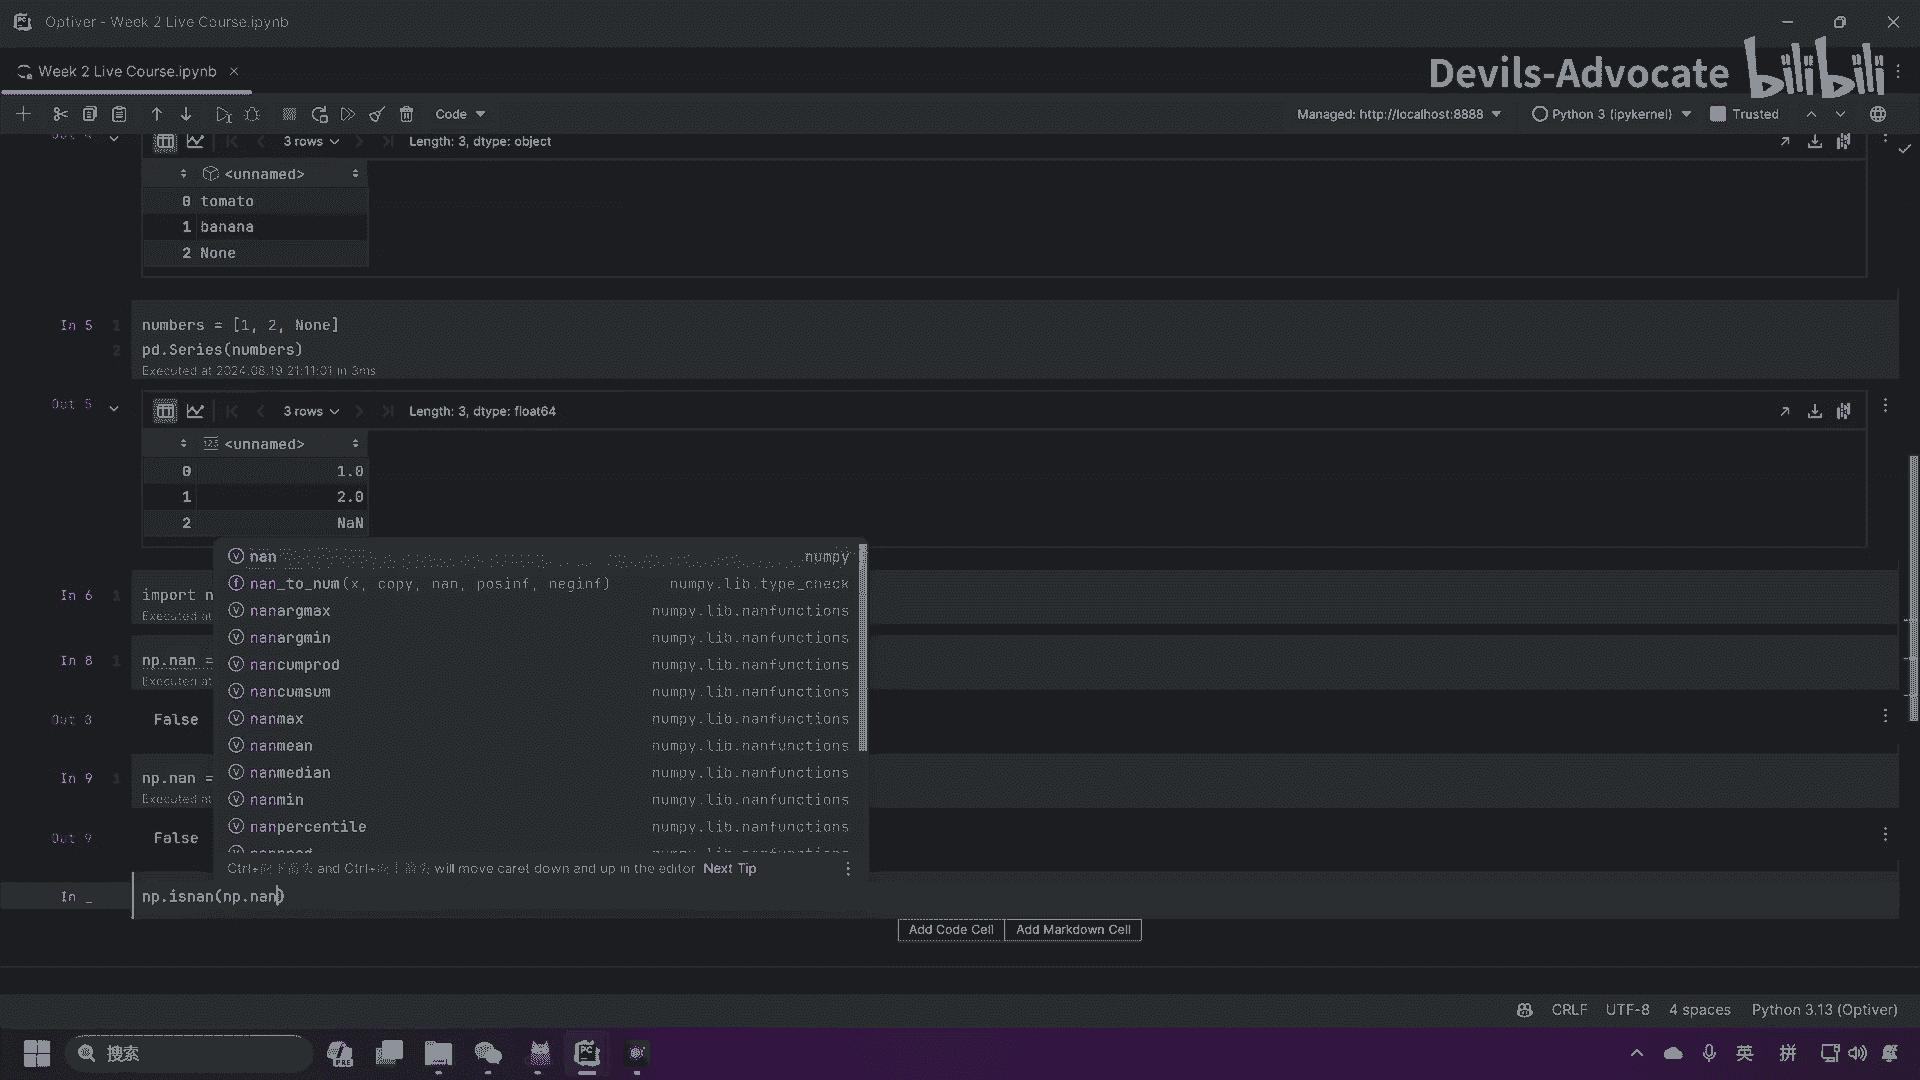 Optiver - Week 2 Live Course.ipynb
Week 2 Live Course.ipynb
Devils-Advocate bilibili
Code
Managed: http://localhost:8888
Python 3 (ipykernel)
Trusted
3 rows
Length: 3, dtype: object
<unnamed>
0 tomato
1 banana
2 None
In 5
1 numbers = [1, 2, None]
2 pd.Series(numbers)
Executed at 2024.08.19 21:11:01 in 3ms
Out 5
3 rows
Length: 3, dtype: float64
<unnamed>
0 1.0
1 2.0
2 NaN
nan numpy
nan_to_num(x, copy, nan, posinf, neginf) numpy.lib.type_check
In 6 1 import n
nanargmax numpy.lib.nanfunctions
Executed at
nanargmin numpy.lib.nanfunctions
In 8 1 np.nan =
nancumprod numpy.lib.nanfunctions
Executed at
nancumsum numpy.lib.nanfunctions
False
nanmax numpy.lib.nanfunctions
nanmean numpy.lib.nanfunctions
In 9 1 np.nan =
nanmedian numpy.lib.nanfunctions
Executed at
nanmin numpy.lib.nanfunctions
Out 9 False
nanpercentile numpy.lib.nanfunctions
and Ctrl+ will move caret down and up in the editor Next Tip
In _ np.isnan(np.nan)
Add Code Cell
Add Markdown Cell
CRLF UTF-8 4 spaces Python 3.13 (Optiver)
搜索
英
拼